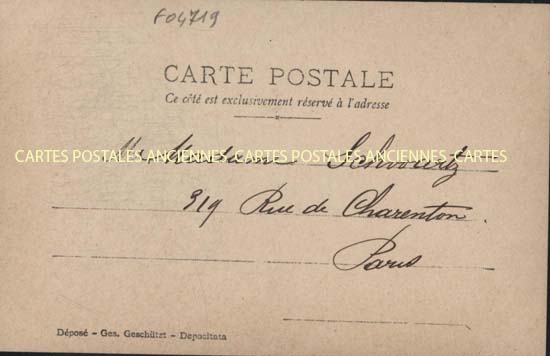 F04719
CARTE POSTALE
Ce côté est exclusivement réservé à l'adresse
CARTES POSTALES ANCIENNES CARTES POSTALES ANCIENNES CARTES
Madame
319 Rue de Charenton.
Paris
Déposé - Ges. Geschützt - Depositata